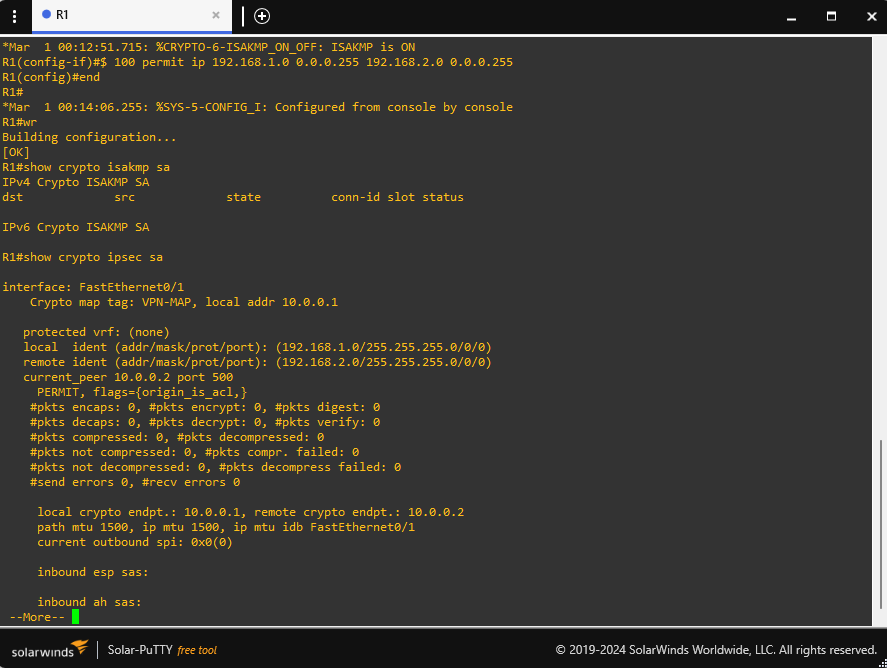 R1
*Mar  1 00:12:51.715: %CRYPTO-6-ISAKMP_ON_OFF: ISAKMP is ON
R1(config-if)#$ 100 permit ip 192.168.1.0 0.0.0.255 192.168.2.0 0.0.0.255
R1(config)#end
R1#
*Mar  1 00:14:06.255: %SYS-5-CONFIG_I: Configured from console by console
R1#wr
Building configuration...
[OK]
R1#show crypto isakmp sa
IPv4 Crypto ISAKMP SA
dst             src             state          conn-id slot status
IPv6 Crypto ISAKMP SA
R1#show crypto ipsec sa
interface: FastEthernet0/1
    Crypto map tag: VPN-MAP, local addr 10.0.0.1
   protected vrf: (none)
   local  ident (addr/mask/prot/port): (192.168.1.0/255.255.255.0/0/0)
   remote ident (addr/mask/prot/port): (192.168.2.0/255.255.255.0/0/0)
   current_peer 10.0.0.2 port 500
     PERMIT, flags={origin_is_acl,}
    #pkts encaps: 0, #pkts encrypt: 0, #pkts digest: 0
    #pkts decaps: 0, #pkts decrypt: 0, #pkts verify: 0
    #pkts compressed: 0, #pkts decompressed: 0
    #pkts not compressed: 0, #pkts compr. failed: 0
    #pkts not decompressed: 0, #pkts decompress failed: 0
    #send errors 0, #recv errors 0
     local crypto endpt.: 10.0.0.1, remote crypto endpt.: 10.0.0.2
     path mtu 1500, ip mtu 1500, ip mtu idb FastEthernet0/1
     current outbound spi: 0x0(0)
     inbound esp sas:
     inbound ah sas:
 --More--
solarwinds Solar-PuTTY free tool © 2019-2024 SolarWinds Worldwide, LLC. All rights reserved.